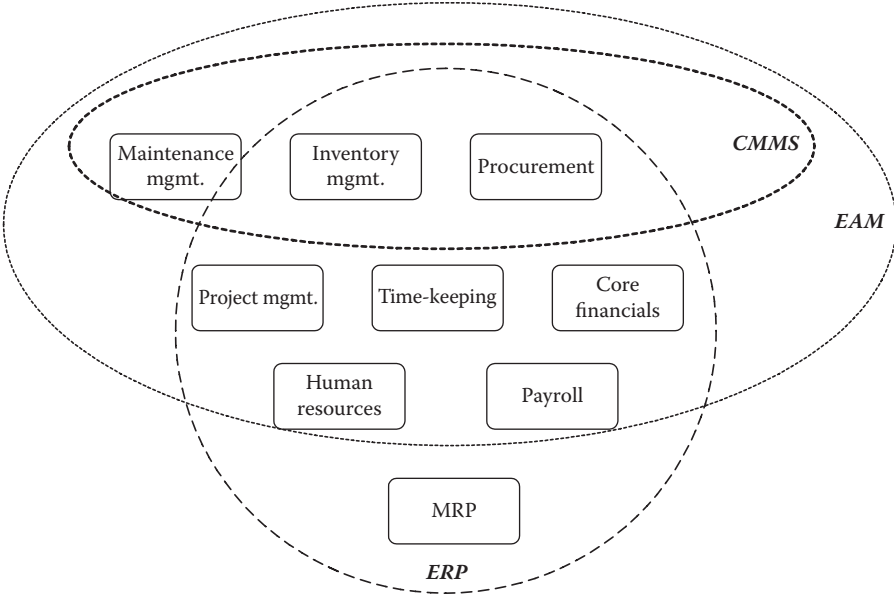 Maintenance
mgmt.
Inventory
mgmt.
Procurement
CMMS
EAM
Project mgmt.
Time-keeping
Core
financials
Human
resources
Payroll
MRP
ERP